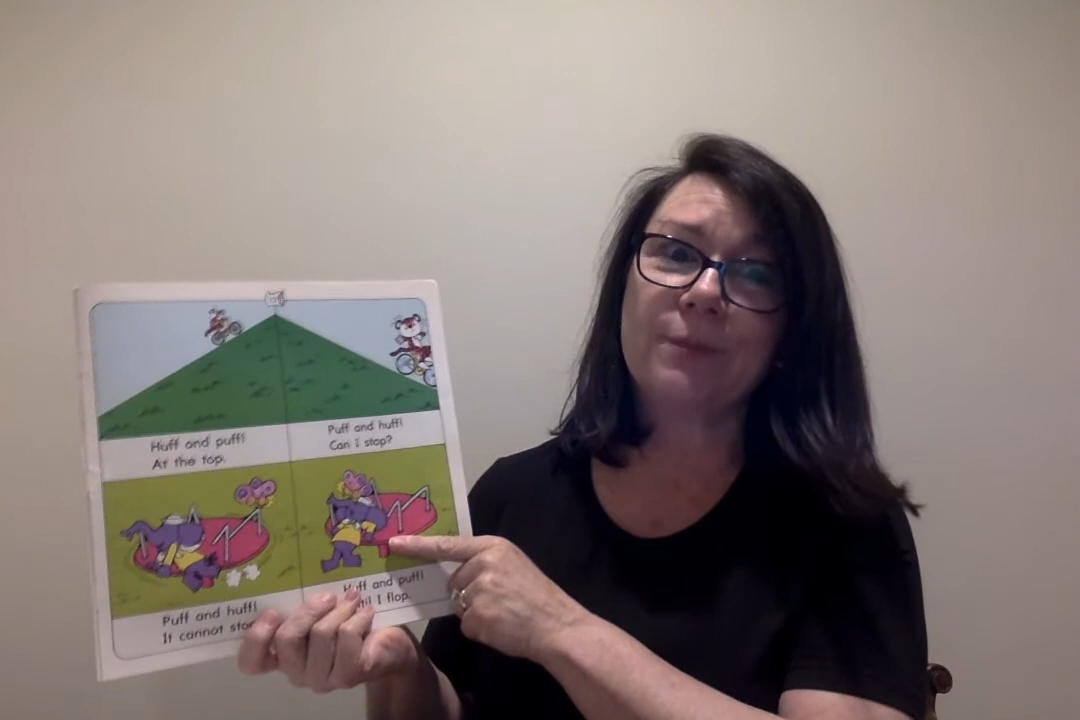 Huff and puff!
At the top.
Puff and huff!
Can I stop?
Puff and huff!
It cannot
Huff and puff!
I flop.